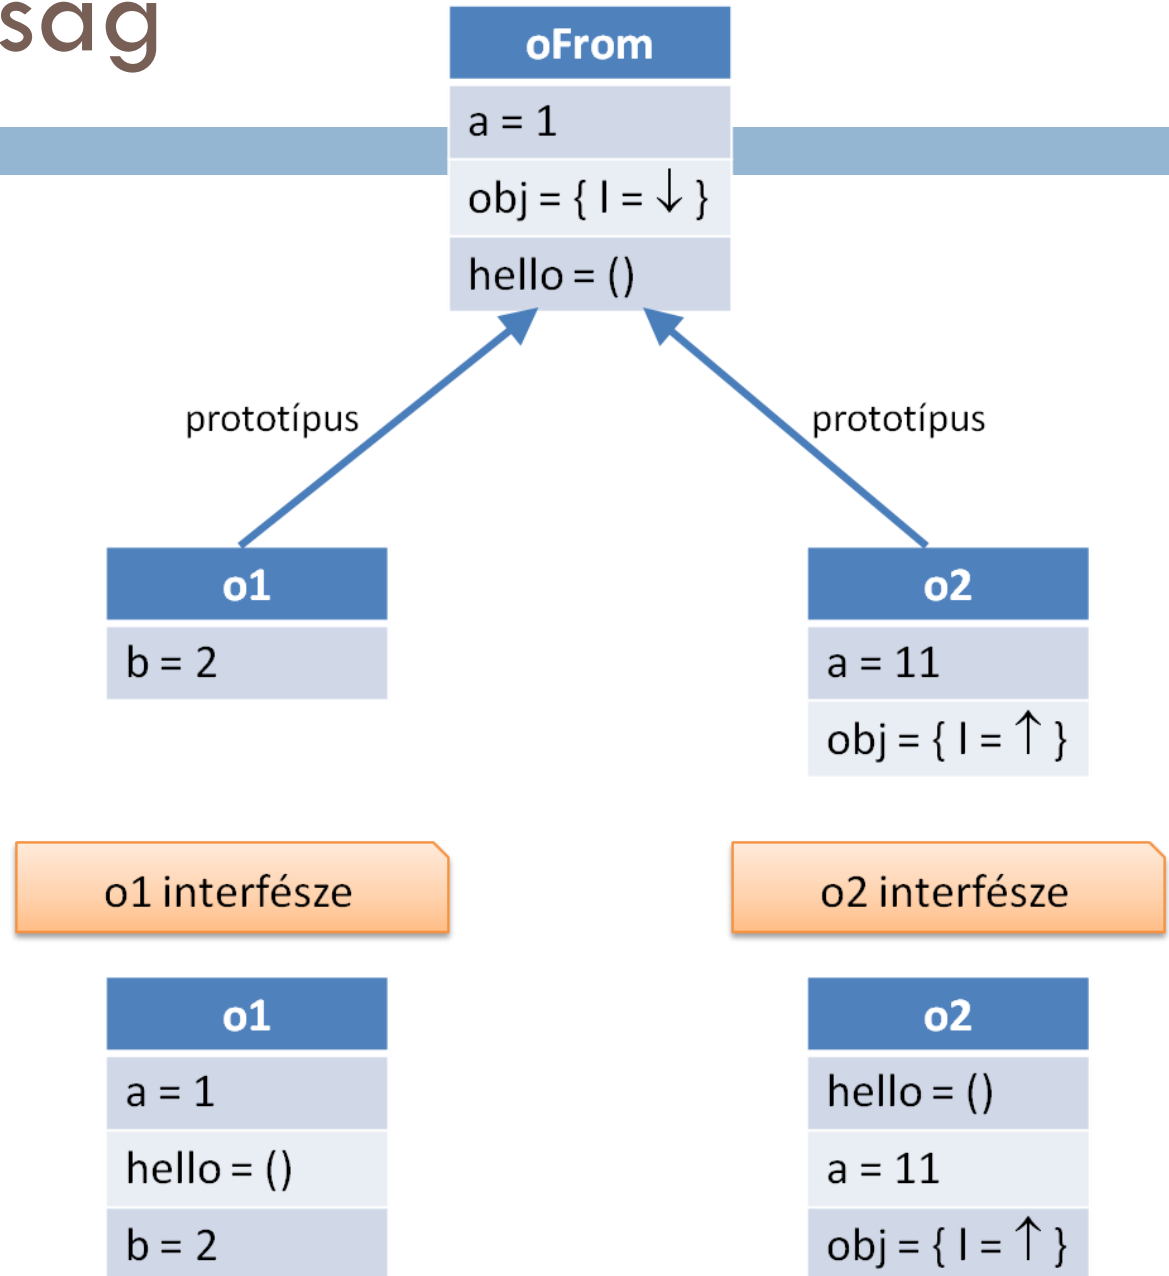 ság
oFrom
a = 1
obj = { l = ↓ }
hello = ()
prototípus
prototípus
o1
o2
b = 2
a = 11
obj = { l = ↑ }
o1 interfésze
o2 interfésze
o1
o2
a = 1
hello = ()
hello = ()
a = 11
b = 2
obj = { l = ↑ }